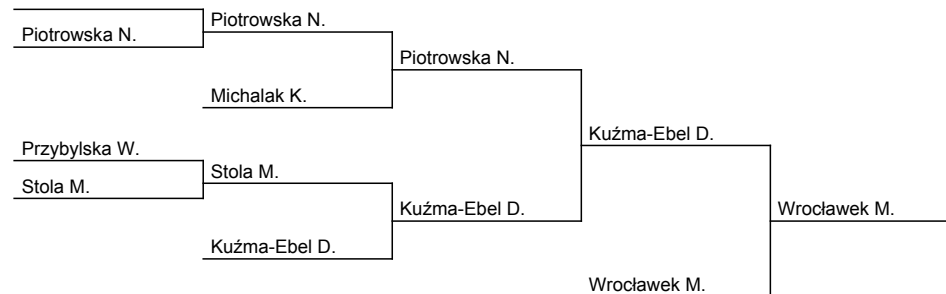 Piotrowska N.
Piotrowska N.
Piotrowska N.
Michalak K.
Kuźma-Ebel D.
Przybylska W.
Stola M.
Stola M.
Kuźma-Ebel D.
Wrocławek M.
Kuźma-Ebel D.
Wrocławek M.